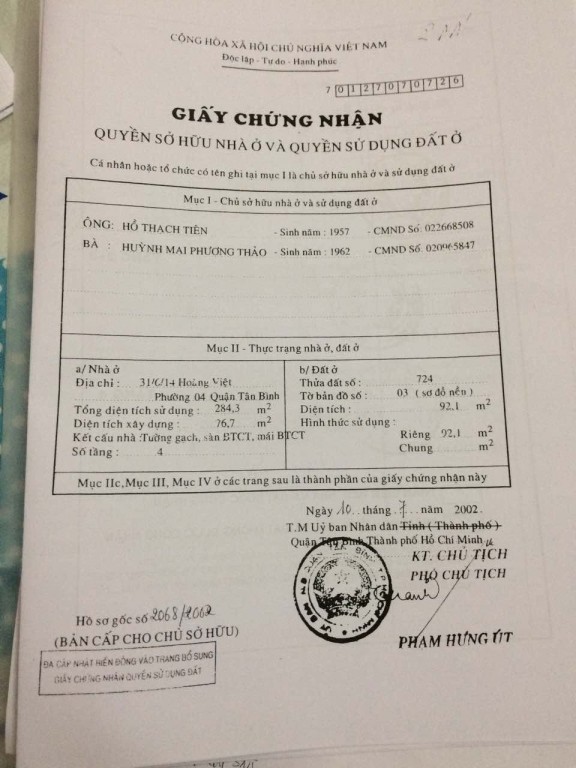 CỘNG HÒA XÃ HỘI CHỦ NGHĨA VIỆT NAM
Độc lập - Tự do - Hạnh phúc
7 0127070726
GIẤY CHỨNG NHẬN
QUYỀN SỞ HỮU NHÀ Ở VÀ QUYỀN SỬ DỤNG ĐẤT Ở
Cá nhân hoặc tổ chức có tên ghi tại mục I là chủ sở hữu nhà ở và sử dụng đất ở
Mục I - Chủ sở hữu nhà ở và sử dụng đất ở
ÔNG: HỒ THẠCH TIÊN - Sinh năm : 1957 - CMND Số: 022668508
BÀ : HUỲNH MAI PHƯƠNG THẢO - Sinh năm : 1962 - CMND Số: 020965847
Mục II - Thực trạng nhà ở, đất ở
a/ Nhà ở
Địa chỉ : Hoàng Việt
Phường 04 Quận Tân Bình
Tổng diện tích sử dụng : 284,3 m2
Diện tích xây dựng : 76,7 m2
Kết cấu nhà : Tường gạch, sàn BTCT, mái BTCT
Số tầng : 4
b/ Đất ở
Thửa đất số : 724
Tờ bản đồ số : 03 ( sơ đồ nền )
Diện tích : 92,1 m2
Hình thức sử dụng :
Riêng 92,1 m2
Chung m2
Mục IIc, Mục III, Mục IV ở các trang sau là thành phần của giấy chứng nhận này
Ngày 10 tháng 7 năm 2002
T.M Uỷ ban Nhân dân Tỉnh ( Thành phố )
Quận Tân Bình Thành phố Hồ Chí Minh
KT. CHỦ TỊCH
PHÓ CHỦ TỊCH
PHẠM HƯNG ÚT
Hồ sơ gốc số 2068/2002
(BẢN CẤP CHO CHỦ SỞ HỮU)
ĐÃ CẬP NHẬT BIẾN ĐỘNG VÀO TRANG BỔ SUNG
GIẤY CHỨNG NHẬN QUYỀN SỬ DỤNG ĐẤT